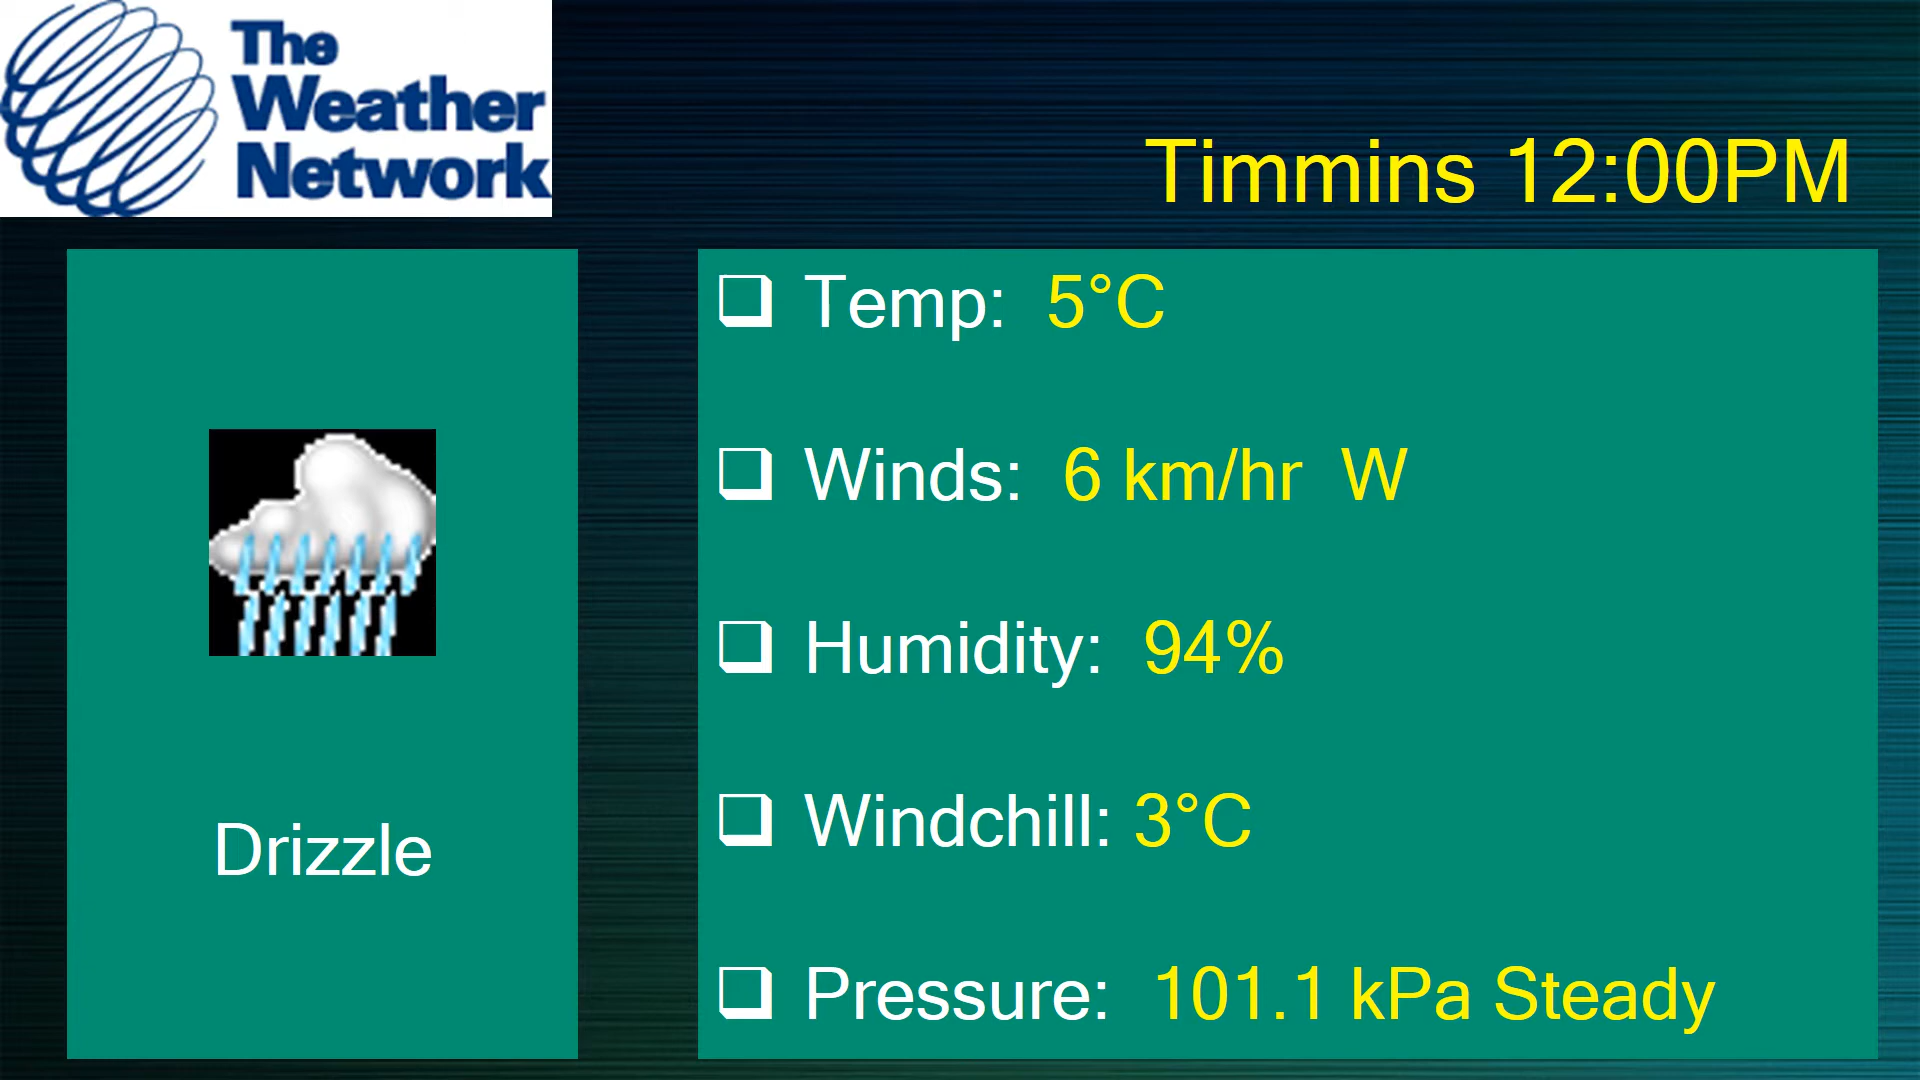 The
Weather
Network
Timmins 12:00PM
Temp: 5°C
Winds: 6 km/hr W
Humidity: 94%
Windchill: 3°C
Pressure: 101.1 kPa Steady
Drizzle